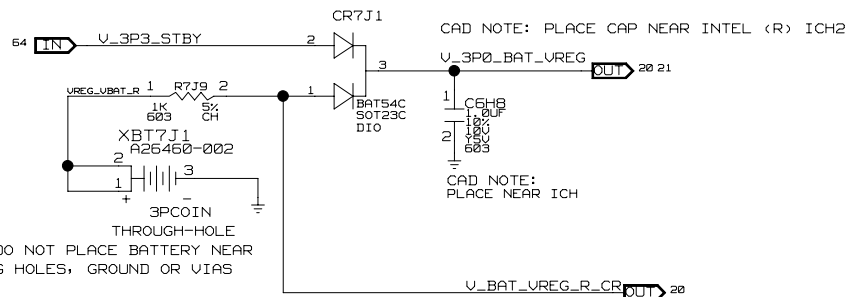 CR7J1
CAD NOTE: PLACE CAP NEAR INTEL (R) ICH2
64 IN V_3P3_STBY 2
V_3P0_BAT_VREG
3
OUT 20 21
VREG_VBAT_R 1 R7J9 2
1
1K 5%
603 CH
BAT54C
SOT23C
DIO
1 C6H8
1.0UF
10%
10V
2 Y5V
603
XBT7J1
A26460-002
2
1
3
+ -
3PCOIN
THROUGH-HOLE
CAD NOTE:
PLACE NEAR ICH
DO NOT PLACE BATTERY NEAR
G HOLES, GROUND OR VIAS
V_BAT_VREG_R_CR OUT 20